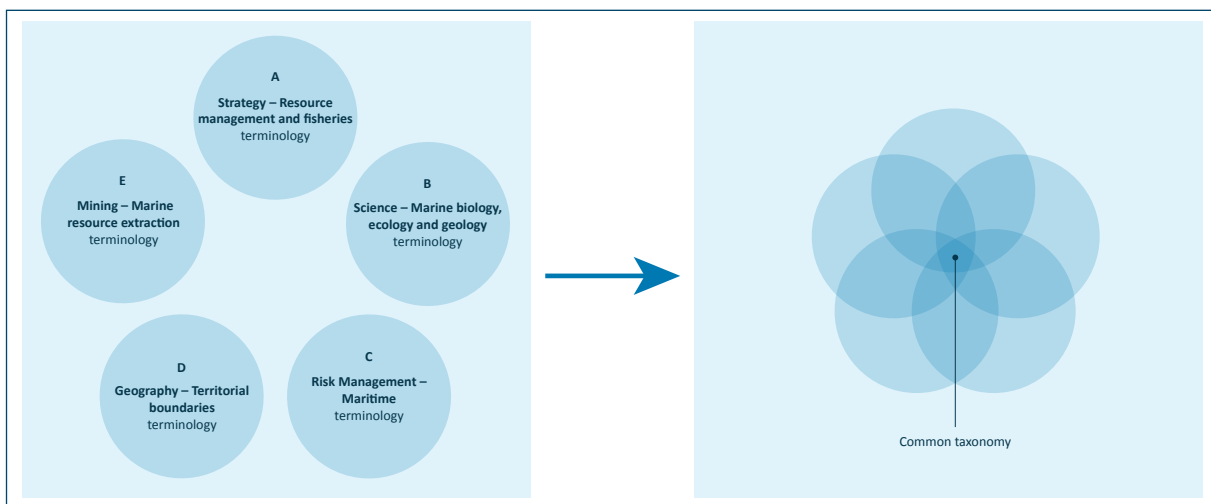 A
Strategy – Resource
management and fisheries
terminology
B
Science – Marine biology,
ecology and geology
terminology
C
Risk Management –
Maritime
terminology
D
Geography – Territorial
boundaries
terminology
E
Mining – Marine
resource extraction
terminology
Common taxonomy